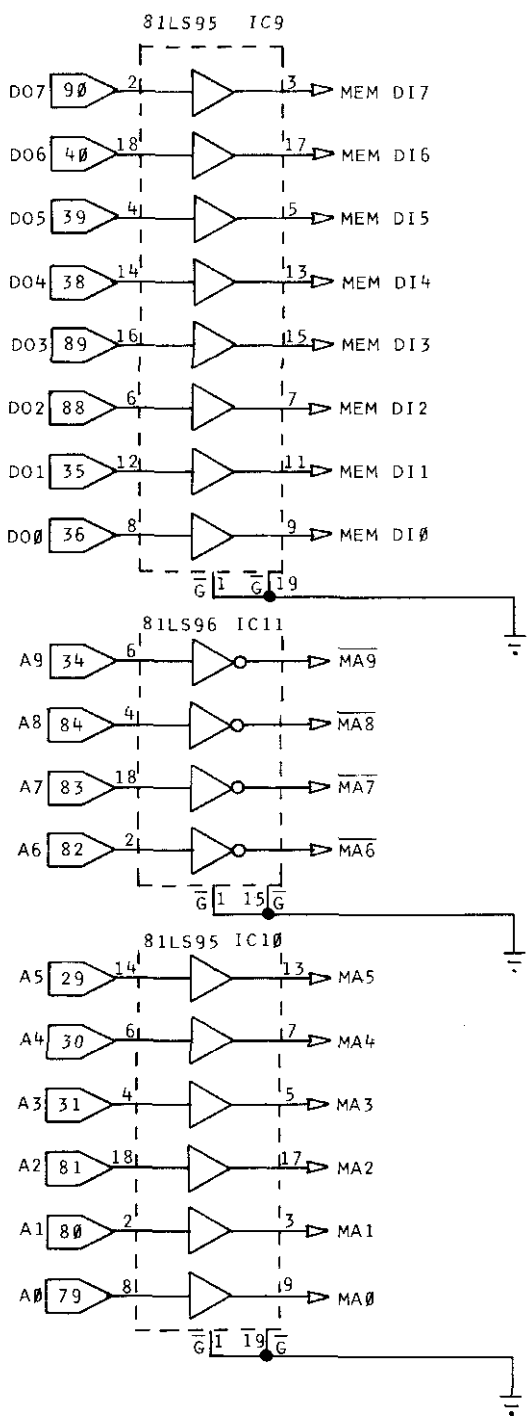 81LS95 IC9
DO7 9Ø 2 3 MEM DI7
DO6 4Ø 18 17 MEM DI6
DO5 39 4 5 MEM DI5
DO4 38 14 13 MEM DI4
DO3 89 16 15 MEM DI3
DO2 88 6 7 MEM DI2
DO1 35 12 11 MEM DI1
DOØ 36 8 9 MEM DIØ
G̅ 1 G̅ 19
81LS96 IC11
A9 34 6 M̅A̅9̅
A8 84 4 M̅A̅8̅
A7 83 18 M̅A̅7̅
A6 82 2 M̅A̅6̅
G̅ 1 15 G̅
81LS95 IC1Ø
A5 29 14 13 MA5
A4 30 6 7 MA4
A3 31 4 5 MA3
A2 81 18 17 MA2
A1 8Ø 2 3 MA1
AØ 79 8 9 MAØ
G̅ 1 19 G̅